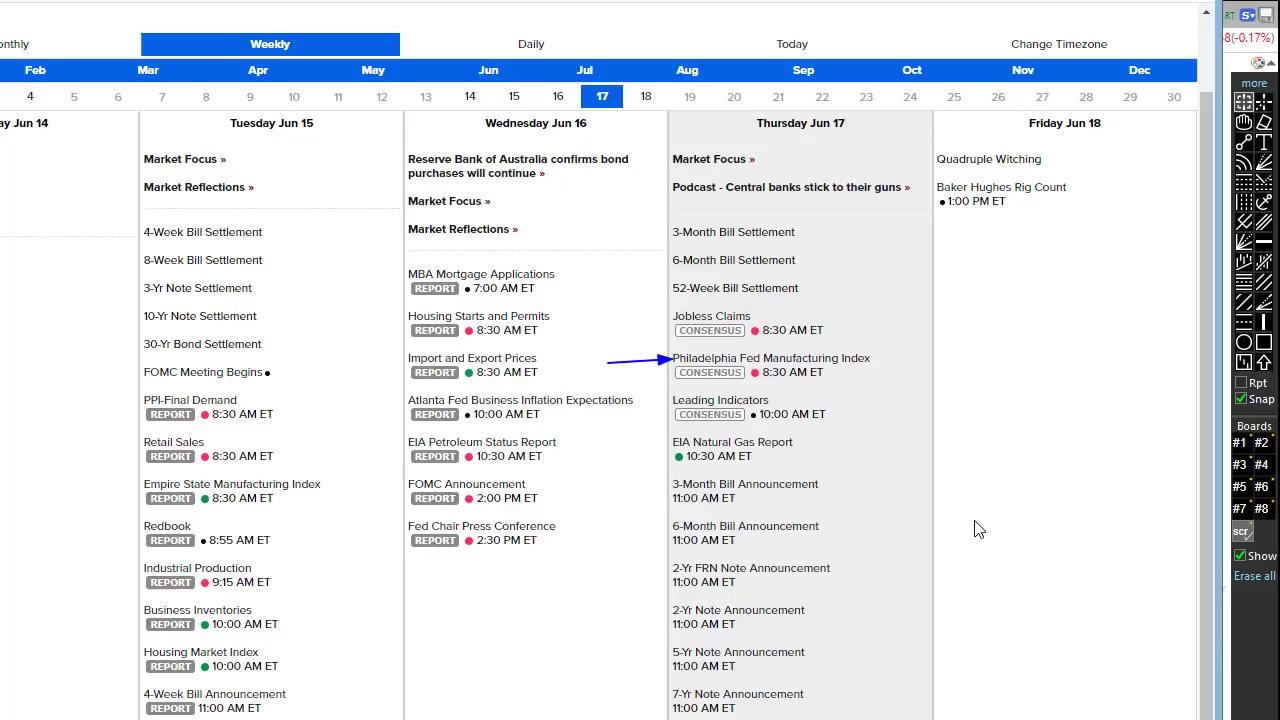 onthly
Weekly
Daily
Today
Change Timezone
Feb Mar Apr May Jun Jul Aug Sep Oct Nov Dec
4 5 6 7 8 9 10 11 12 13 14 15 16 17 18 19 20 21 22 23 24 25 26 27 28 29 30
ay Jun 14
Tuesday Jun 15
Market Focus »
Market Reflections »
4-Week Bill Settlement
8-Week Bill Settlement
3-Yr Note Settlement
10-Yr Note Settlement
30-Yr Bond Settlement
FOMC Meeting Begins
PPI-Final Demand
REPORT 8:30 AM ET
Retail Sales
REPORT 8:30 AM ET
Empire State Manufacturing Index
REPORT 8:30 AM ET
Redbook
REPORT 8:55 AM ET
Industrial Production
REPORT 9:15 AM ET
Business Inventories
REPORT 10:00 AM ET
Housing Market Index
REPORT 10:00 AM ET
4-Week Bill Announcement
REPORT 11:00 AM ET
Wednesday Jun 16
Reserve Bank of Australia confirms bond
purchases will continue »
Market Focus »
Market Reflections »
MBA Mortgage Applications
REPORT 7:00 AM ET
Housing Starts and Permits
REPORT 8:30 AM ET
Import and Export Prices
REPORT 8:30 AM ET
Atlanta Fed Business Inflation Expectations
REPORT 10:00 AM ET
EIA Petroleum Status Report
REPORT 10:30 AM ET
FOMC Announcement
REPORT 2:00 PM ET
Fed Chair Press Conference
REPORT 2:30 PM ET
Thursday Jun 17
Market Focus »
Podcast - Central banks stick to their guns »
3-Month Bill Settlement
6-Month Bill Settlement
52-Week Bill Settlement
Jobless Claims
CONSENSUS 8:30 AM ET
Philadelphia Fed Manufacturing Index
CONSENSUS 8:30 AM ET
Leading Indicators
CONSENSUS 10:00 AM ET
EIA Natural Gas Report
10:30 AM ET
3-Month Bill Announcement
11:00 AM ET
6-Month Bill Announcement
11:00 AM ET
2-Yr FRN Note Announcement
11:00 AM ET
2-Yr Note Announcement
11:00 AM ET
5-Yr Note Announcement
11:00 AM ET
7-Yr Note Announcement
11:00 AM ET
Friday Jun 18
Quadruple Witching
Baker Hughes Rig Count
1:00 PM ET
RT S
8(-0.17%)
more
T
Rpt
Snap
Boards
#1 #2
#3 #4
#5 #6
#7 #8
scr
Show
Erase all